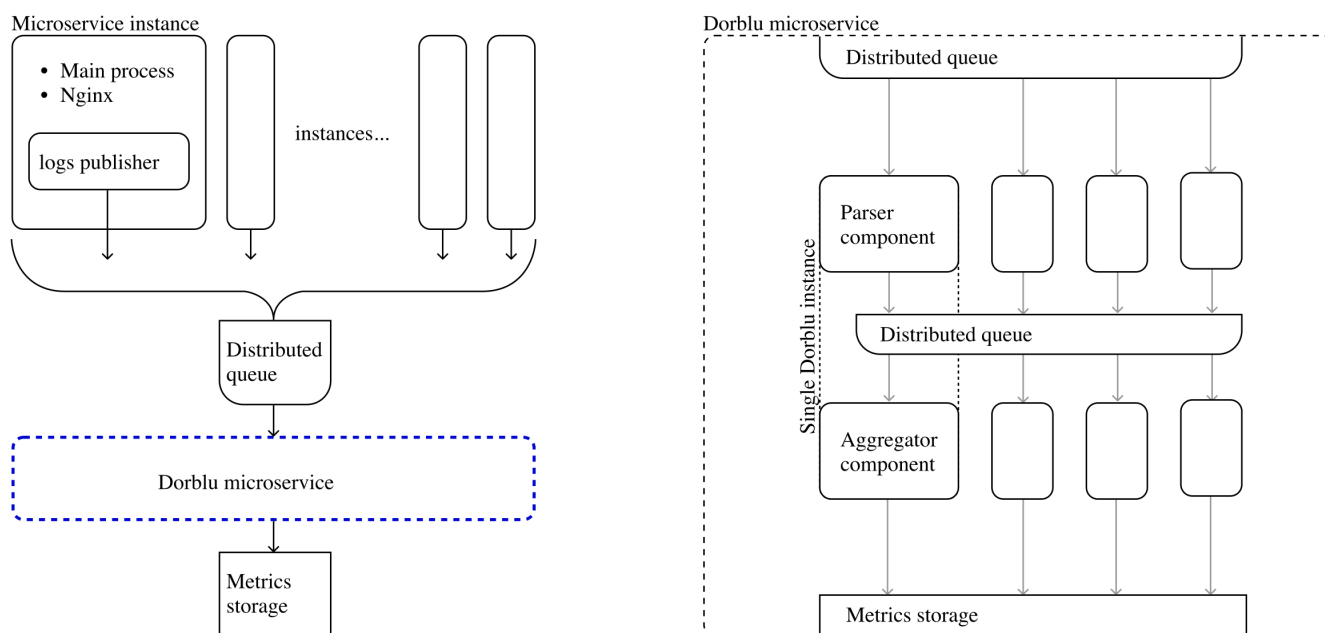 Microservice instance
• Main process
• Nginx
logs publisher
instances...
Distributed
queue
Dorblu microservice
Metrics
storage
Dorblu microservice
Distributed queue
Parser
component
Single Dorblu instance
Distributed queue
Aggregator
component
Metrics storage